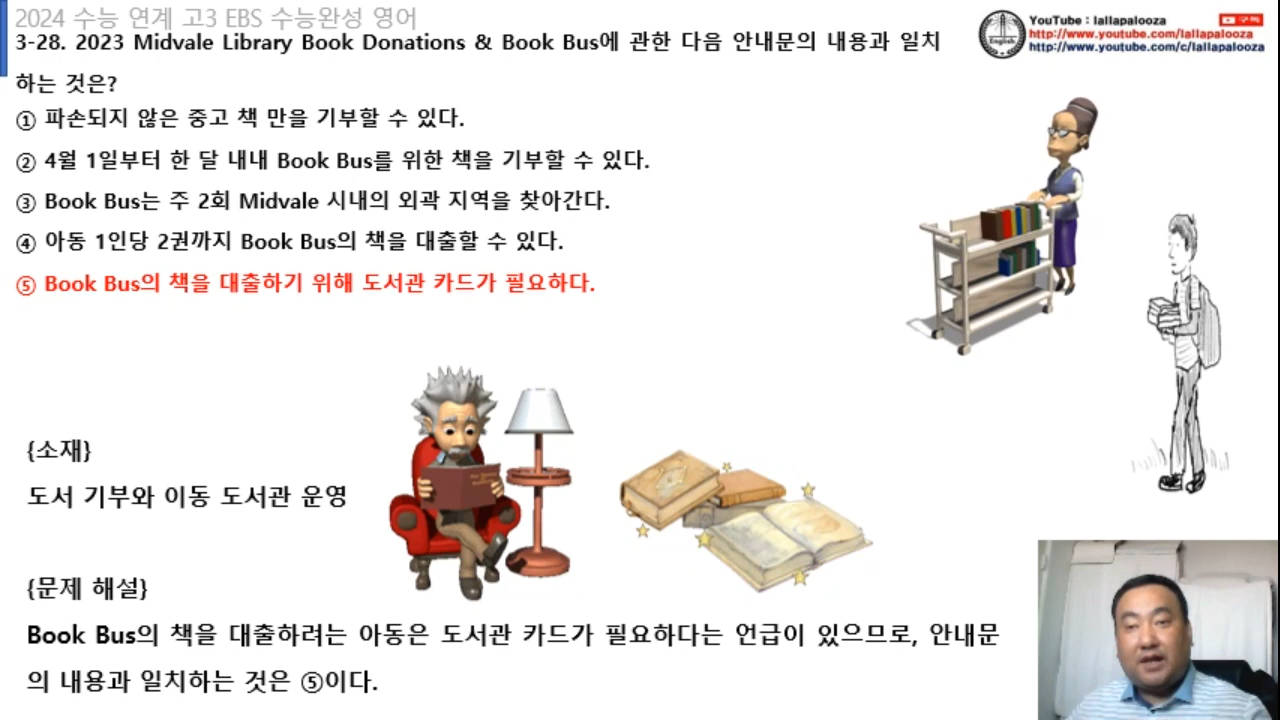 2024 수능 연계 고3 EBS 수능완성 영어
3-28. 2023 Midvale Library Book Donations & Book Bus에 관한 다음 안내문의 내용과 일치
하는 것은?
① 파손되지 않은 중고 책 만을 기부할 수 있다.
② 4월 1일부터 한 달 내내 Book Bus를 위한 책을 기부할 수 있다.
③ Book Bus는 주 2회 Midvale 시내의 외곽 지역을 찾아간다.
④ 아동 1인당 2권까지 Book Bus의 책을 대출할 수 있다.
⑤ Book Bus의 책을 대출하기 위해 도서관 카드가 필요하다.
YouTube : lallapalooza
구독
http://www.youtube.com/lallapalooza
http://www.youtube.com/c/lallapalooza
English
{소재}
도서 기부와 이동 도서관 운영
{문제 해설}
Book Bus의 책을 대출하려는 아동은 도서관 카드가 필요하다는 언급이 있으므로, 안내문
의 내용과 일치하는 것은 ⑤이다.